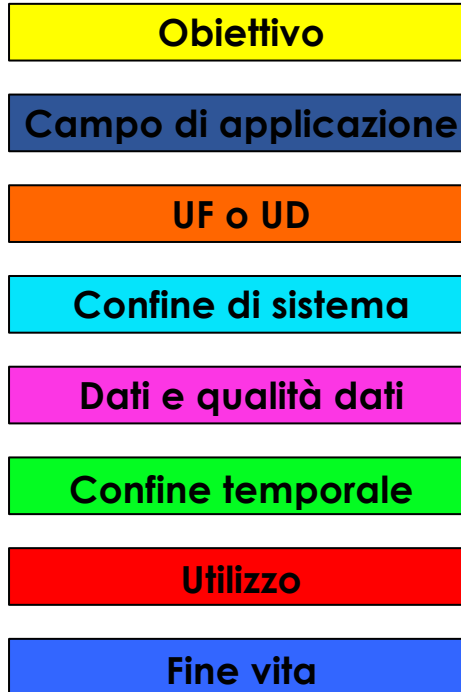 Obiettivo
Campo di applicazione
UF o UD
Confine di sistema
Dati e qualità dati
Confine temporale
Utilizzo
Fine vita